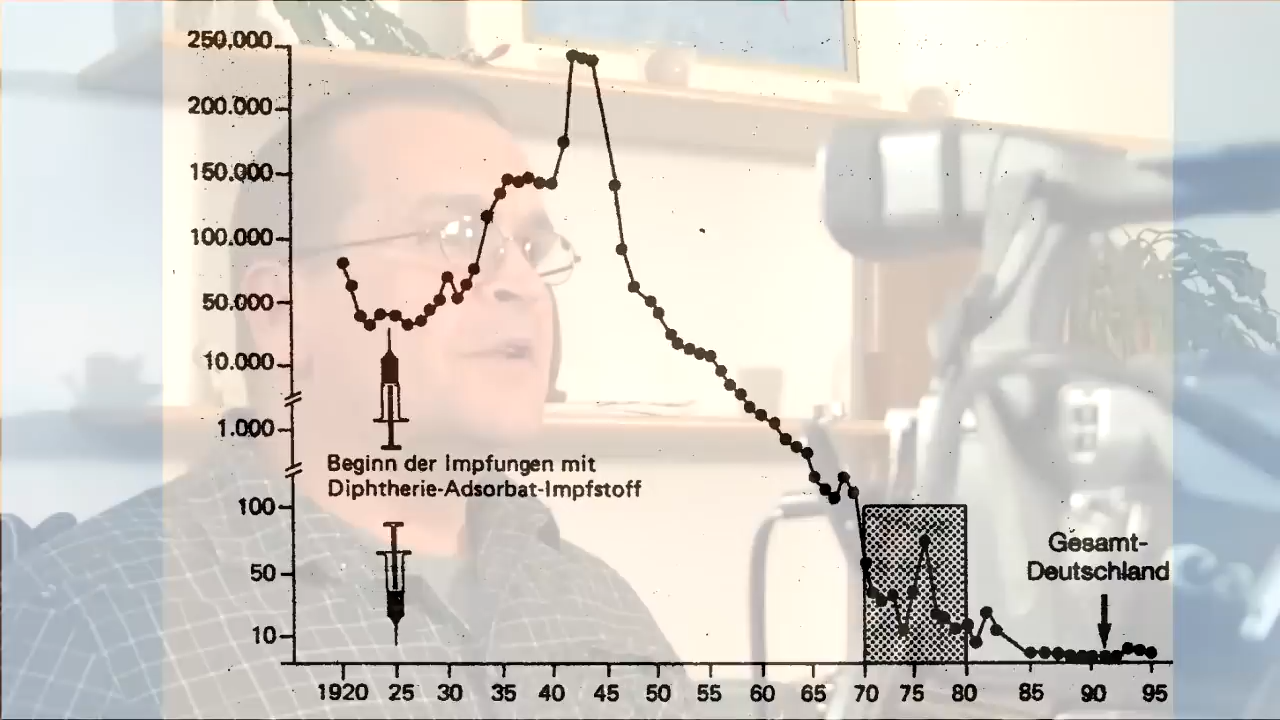 250.000
200.000
150.000
100.000
50.000
10.000
1.000
Beginn der Impfungen mit
Diphtherie-Adsorbat-Impfstoff
100
50
10
Gesamt-
Deutschland
1920 25 30 35 40 45 50 55 60 65 70 75 80 85 90 95